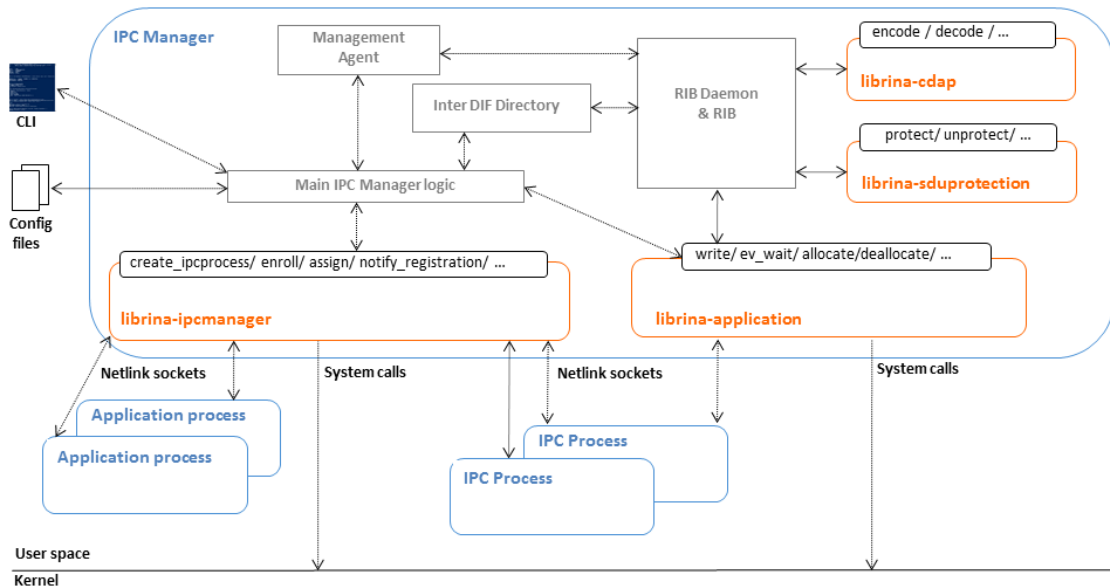 IPC Manager
Management
Agent
encode / decode / ...
librina-cdap
CLI
Inter DIF Directory
RIB Daemon
& RIB
protect/ unprotect/ ...
librina-sduprotection
Main IPC Manager logic
Config
files
create_ipcprocess/ enroll/ assign/ notify_registration/ ...
librina-ipcmanager
write/ ev_wait/ allocate/deallocate/ ...
librina-application
Netlink sockets
System calls
Netlink sockets
System calls
Application process
Application process
IPC Process
IPC Process
User space
Kernel